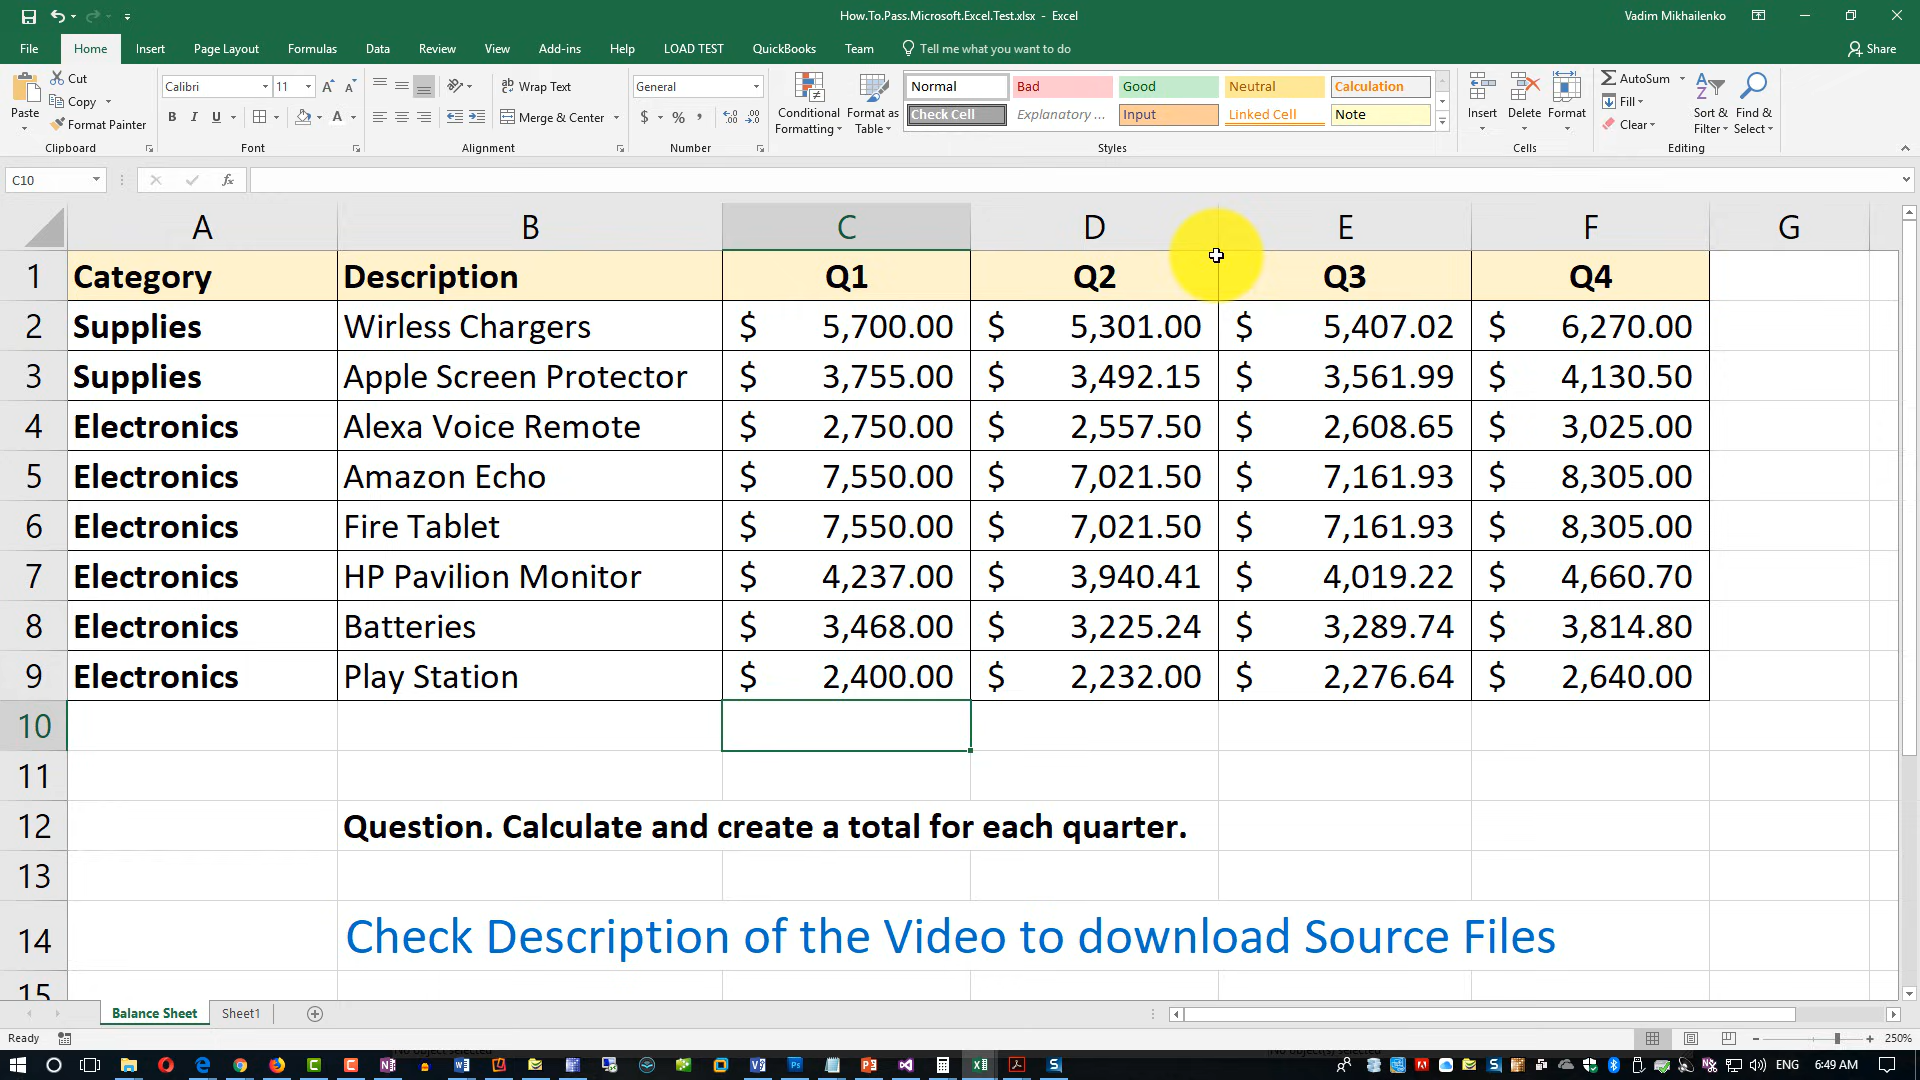 How.To.Pass.Microsoft.Excel.Test.xlsx - Excel
Vadim Mikhailenko
File Home Insert Page Layout Formulas Data Review View Add-ins Help LOAD TEST QuickBooks Team Tell me what you want to do Share
Paste
Cut
Copy
Format Painter
Clipboard
Calibri 11
B I U
Font
Wrap Text
Merge & Center
Alignment
General
$ % ,
Number
Conditional Formatting
Format as Table
Normal Bad Good Neutral Calculation
Check Cell Explanatory ... Input Linked Cell Note
Styles
Insert Delete Format
Cells
AutoSum
Fill
Clear
Sort & Filter
Find & Select
Editing
C10 fx
A B C D E F G
1 Category Description Q1 Q2 Q3 Q4
2 Supplies Wirless Chargers $ 5,700.00 $ 5,301.00 $ 5,407.02 $ 6,270.00
3 Supplies Apple Screen Protector $ 3,755.00 $ 3,492.15 $ 3,561.99 $ 4,130.50
4 Electronics Alexa Voice Remote $ 2,750.00 $ 2,557.50 $ 2,608.65 $ 3,025.00
5 Electronics Amazon Echo $ 7,550.00 $ 7,021.50 $ 7,161.93 $ 8,305.00
6 Electronics Fire Tablet $ 7,550.00 $ 7,021.50 $ 7,161.93 $ 8,305.00
7 Electronics HP Pavilion Monitor $ 4,237.00 $ 3,940.41 $ 4,019.22 $ 4,660.70
8 Electronics Batteries $ 3,468.00 $ 3,225.24 $ 3,289.74 $ 3,814.80
9 Electronics Play Station $ 2,400.00 $ 2,232.00 $ 2,276.64 $ 2,640.00
10
11
12 Question. Calculate and create a total for each quarter.
13
14 Check Description of the Video to download Source Files
15
Balance Sheet Sheet1
Ready 250%
ENG 6:49 AM